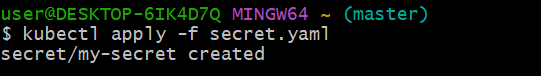 user@DESKTOP-6IK4D7Q MINGW64 ~ (master)
$ kubectl apply -f secret.yaml
secret/my-secret created